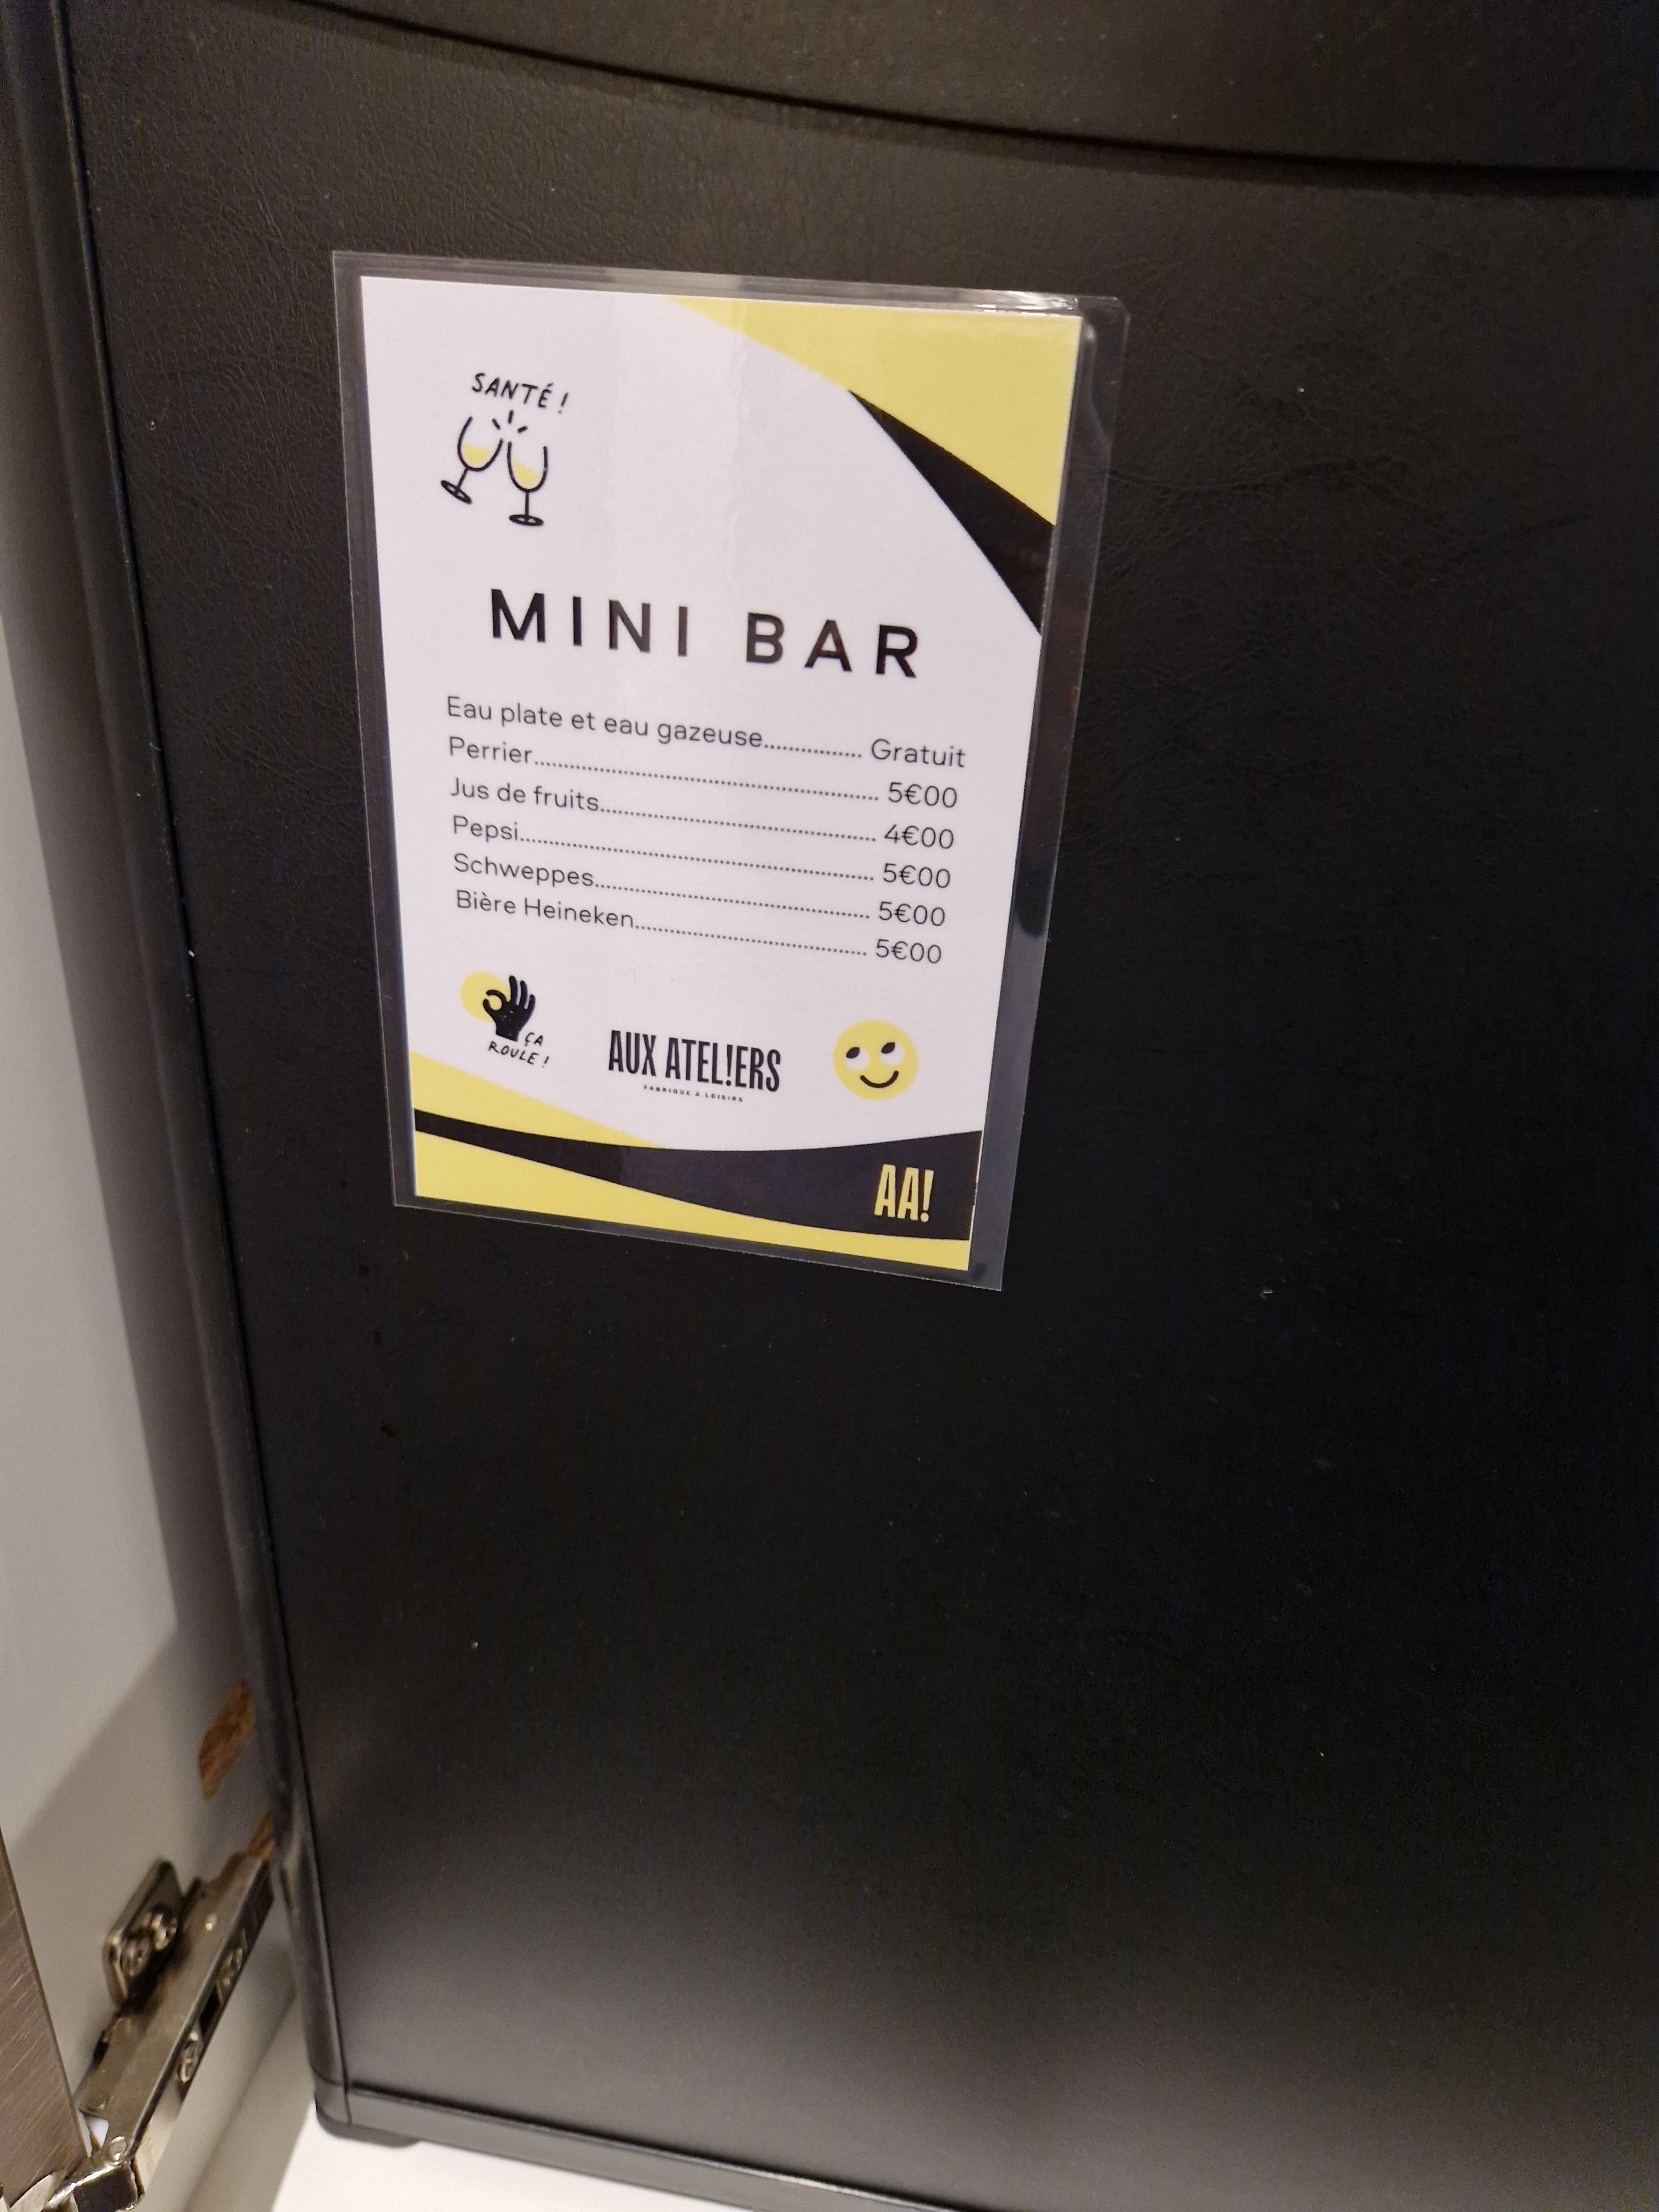 SANTÉ !
MINI BAR
Eau plate et eau gazeuse................ Gratuit
Perrier........................................................... 5€00
Jus de fruits............................................... 4€00
Pepsi............................................................ 5€00
Schweppes............................................... 5€00
Bière Heineken........................................ 5€00
ÇA
ROULE !
AUX ATEL!ERS
FABRIQUE À LOISIRS
AA!